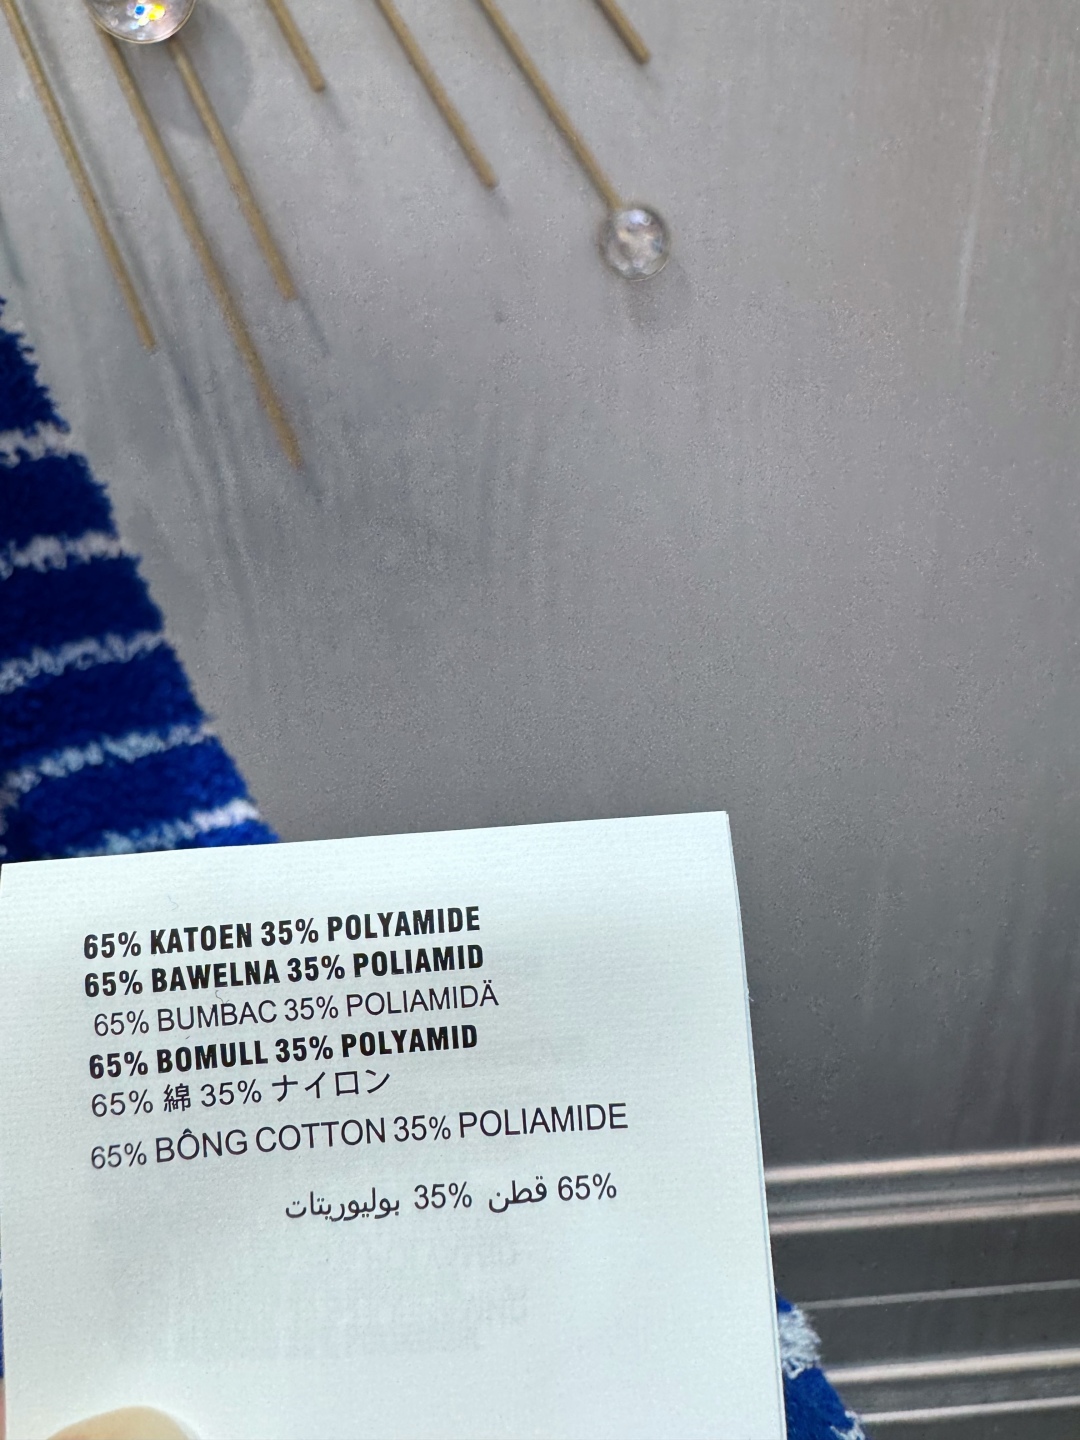 65% KATOEN 35% POLYAMIDE
65% BAWELNA 35% POLIAMID
65% BUMBAC 35% POLIAMIDÄ
65% BOMULL 35% POLYAMID
65% 綿 35% ナイロン
65% BÔNG COTTON 35% POLIAMIDE
65% قطن 35% بوليوريتات